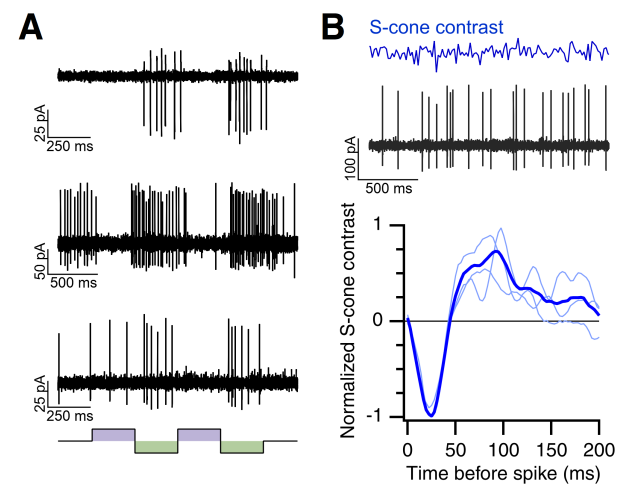 A
25 pA
250 ms
50 pA
500 ms
25 pA
250 ms
B
S-cone contrast
100 pA
500 ms
Normalized S-cone contrast
1
0
-1
0 50 100 150 200
Time before spike (ms)